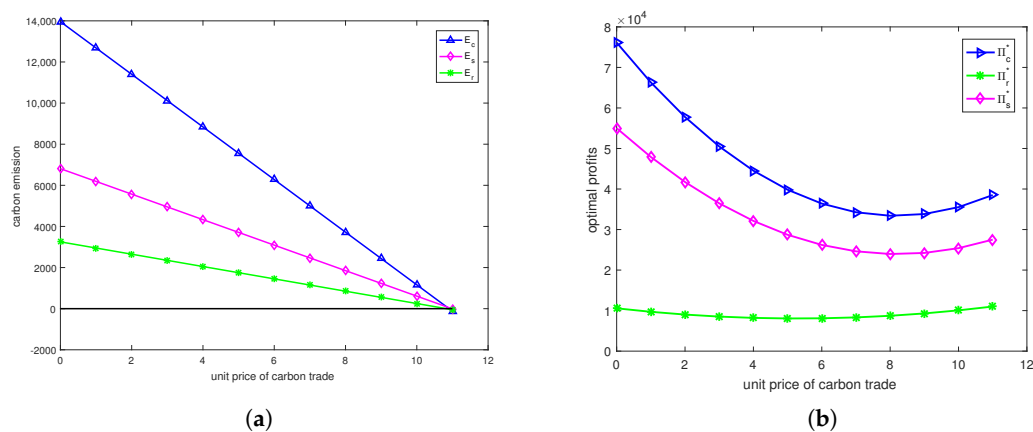 14,000
12,000
10,000
8000
6000
4000
2000
0
-2000
carbon emission
0 2 4 6 8 10 12
unit price of carbon trade
E_c
E_s
E_r
(a)
×10^4
8
7
6
5
4
3
2
1
0
optimal profits
0 2 4 6 8 10 12
unit price of carbon trade
Π_c^*
Π_r^*
Π_s^*
(b)